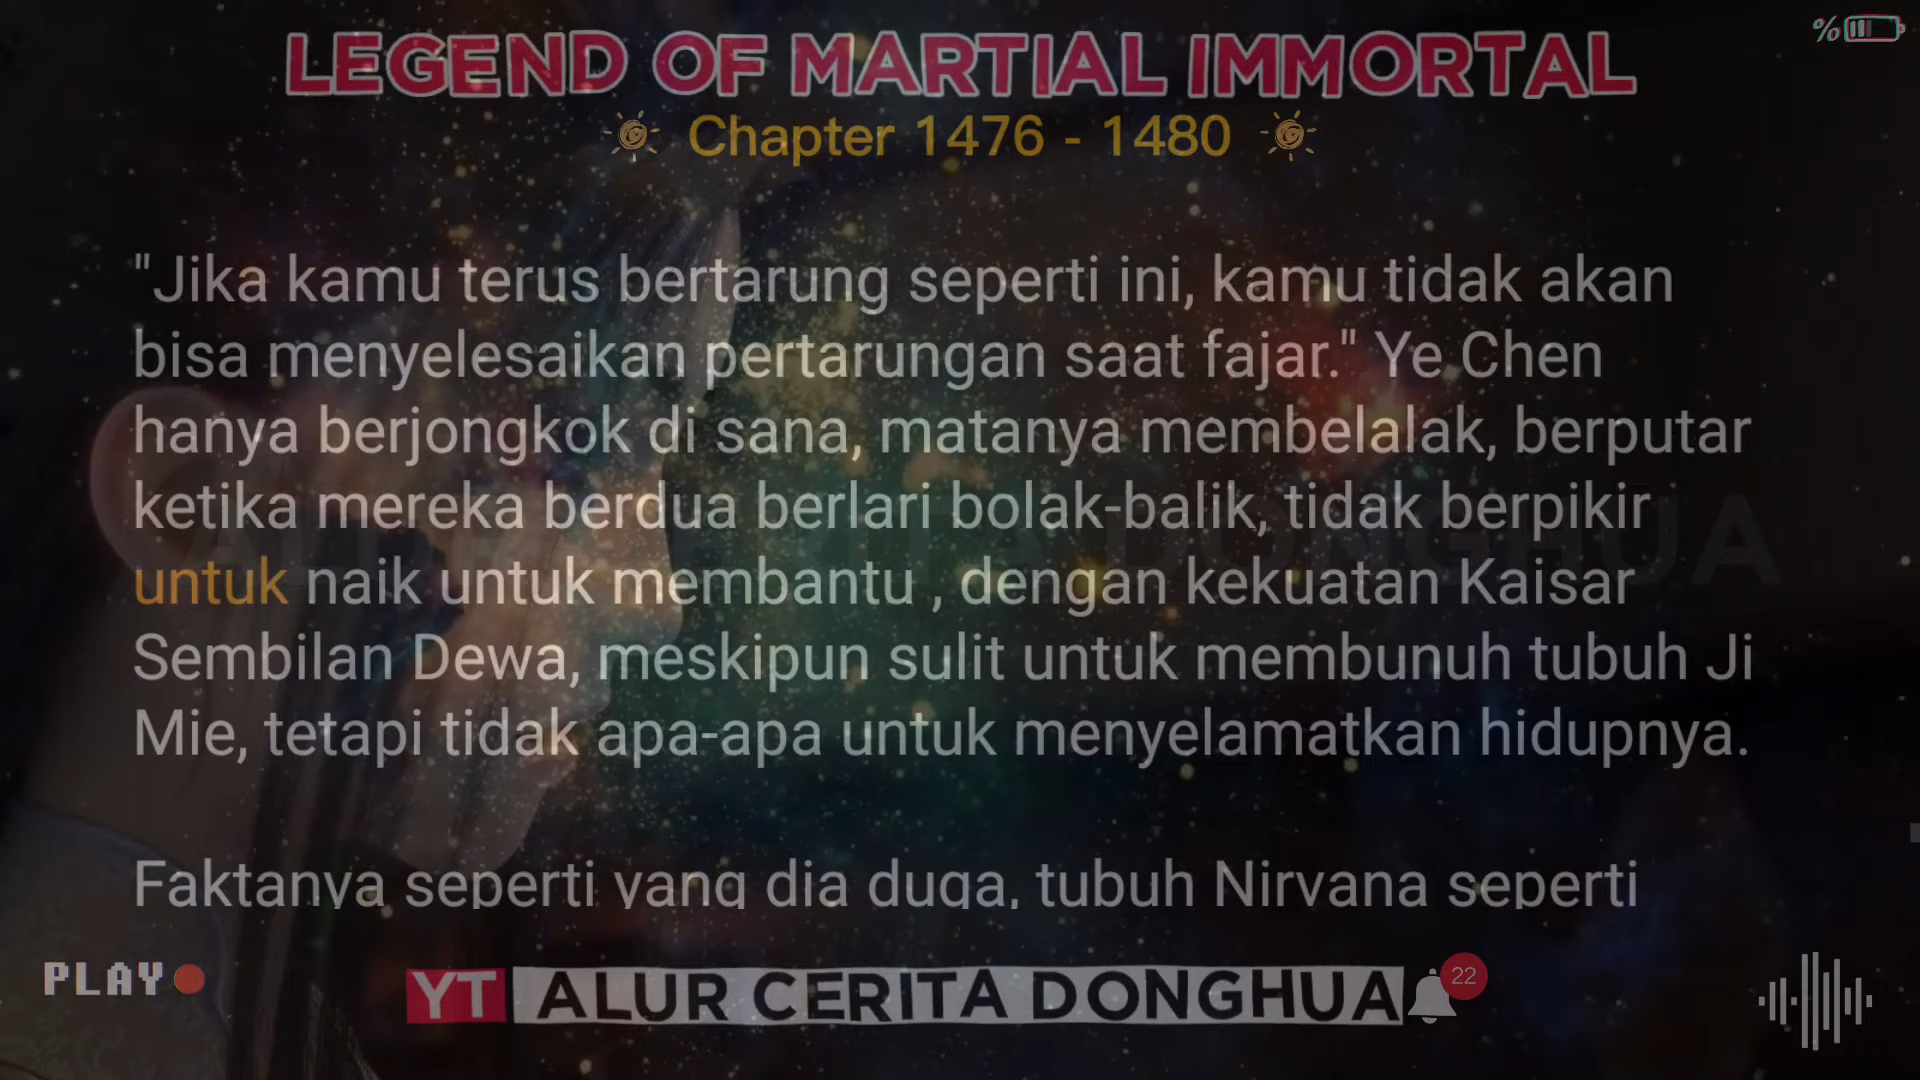 LEGEND OF MARTIAL IMMORTAL
%
Chapter 1476 - 1480
"Jika kamu terus bertarung seperti ini, kamu tidak akan
bisa menyelesaikan pertarungan saat fajar." Ye Chen
hanya berjongkok di sana, matanya membelalak, berputar
ketika mereka berdua berlari bolak-balik, tidak berpikir
untuk naik untuk membantu , dengan kekuatan Kaisar
Sembilan Dewa, meskipun sulit untuk membunuh tubuh Ji
Mie, tetapi tidak apa-apa untuk menyelamatkan hidupnya.
Faktanya seperti yang dia duga, tubuh Nirvana seperti
PLAY
YT ALUR CERITA DONGHUA 22